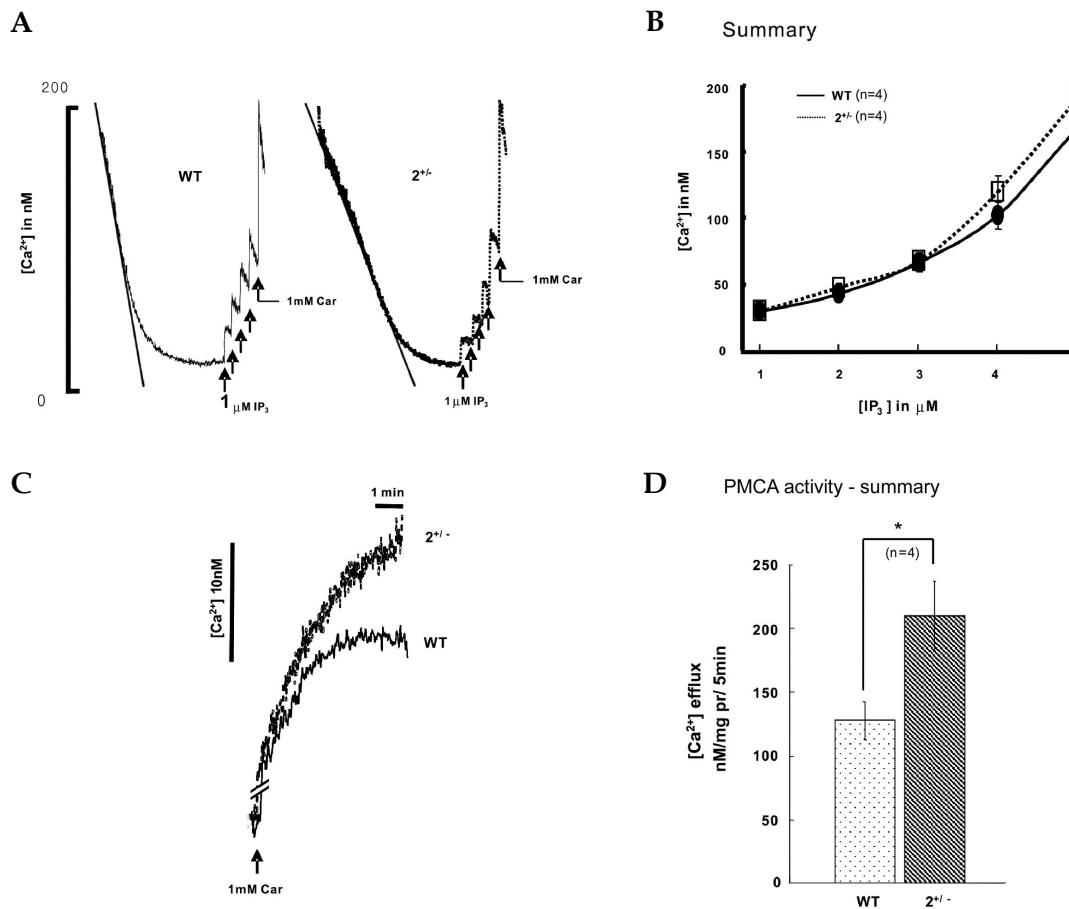 A
200
[Ca²⁺] in nM
0
WT
2⁺/⁻
1mM Car
1mM Car
1
μM IP₃
1 μM IP₃
B
Summary
WT (n=4)
2⁺/⁻ (n=4)
[Ca²⁺] in nM
200
150
100
50
0
1
2
3
4
[IP₃] in μM
C
1 min
2⁺/⁻
[Ca²⁺] 10nM
WT
1mM Car
D
PMCA activity - summary
*
(n=4)
[Ca²⁺] efflux
nM/mg pr/ 5min
250
200
150
100
50
0
WT
2⁺/⁻